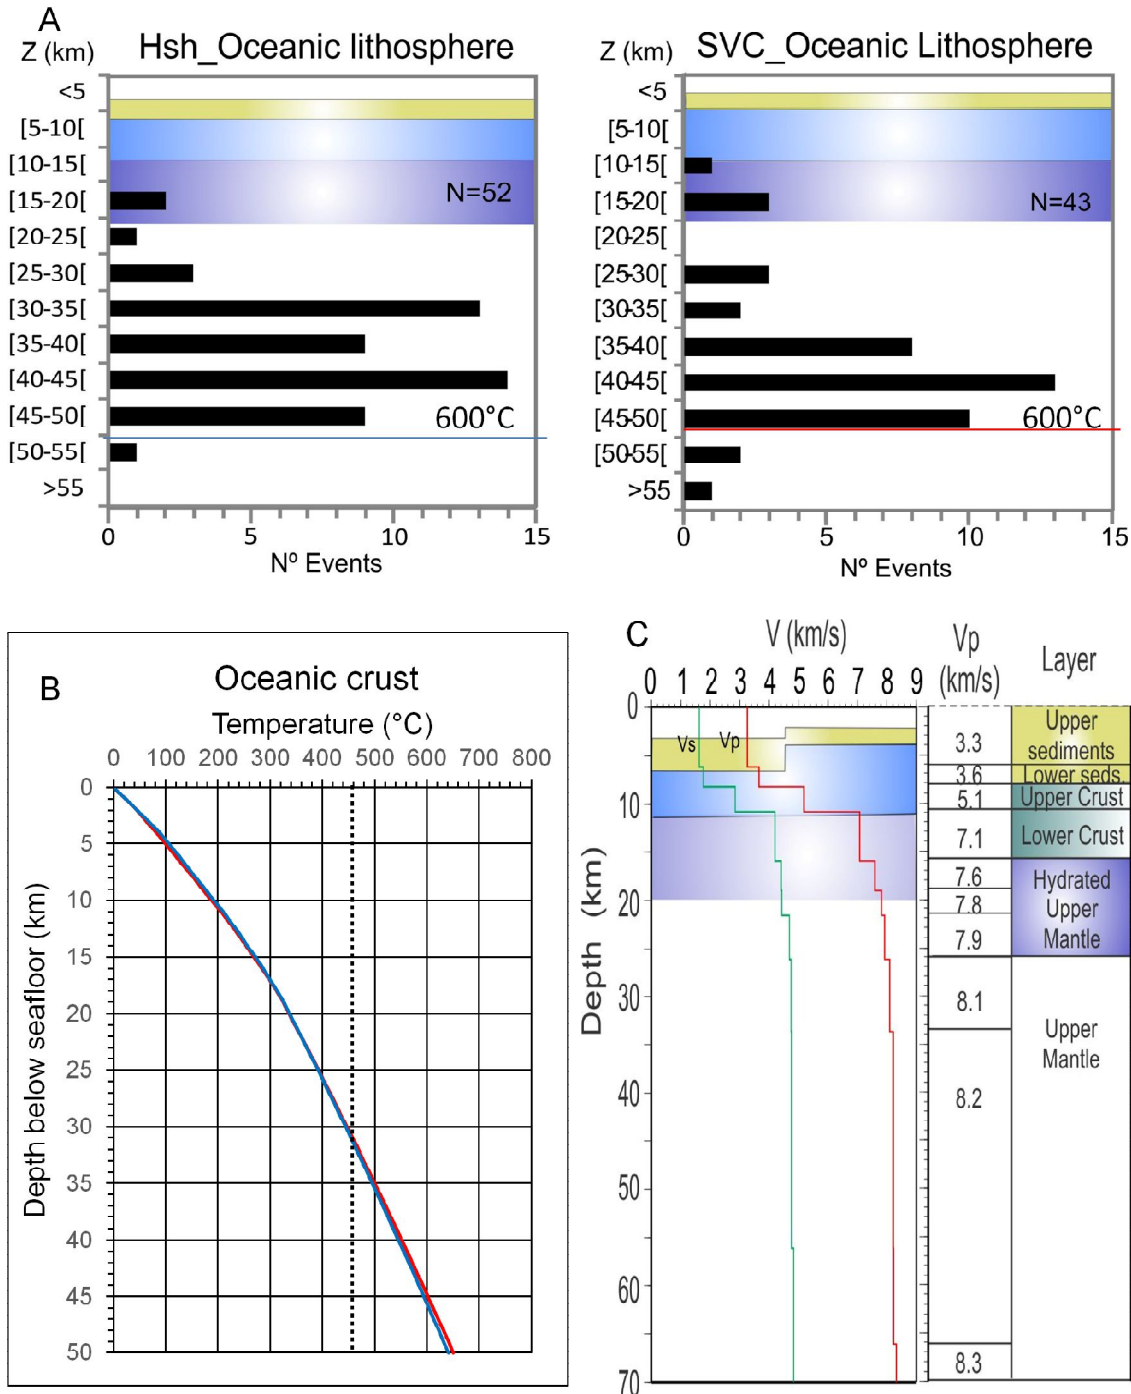 A
Z (km)
Hsh_Oceanic lithosphere
<5
[5-10[
[10-15[
[15-20[
[20-25[
[25-30[
[30-35[
[35-40[
[40-45[
[45-50[
[50-55[
>55
N=52
600°C
0 5 10 15
Nº Events
Z (km)
SVC_Oceanic Lithosphere
<5
[5-10[
[10-15[
[15-20[
[20-25[
[25-30[
[30-35[
[35-40[
[40-45[
[45-50[
[50-55[
>55
N=43
600°C
0 5 10 15
Nº Events
B
Oceanic crust
Temperature (°C)
0 100 200 300 400 500 600 700 800
Depth below seafloor (km)
0
5
10
15
20
25
30
35
40
45
50
C
V (km/s)
0 1 2 3 4 5 6 7 8 9
Depth (km)
0
10
20
30
40
50
60
70
Vs
Vp
Vp
(km/s)
3.3
3.6
5.1
7.1
7.6
7.8
7.9
8.1
8.2
8.3
Layer
Upper
sediments
Lower seds.
Upper Crust
Lower Crust
Hydrated
Upper
Mantle
Upper
Mantle